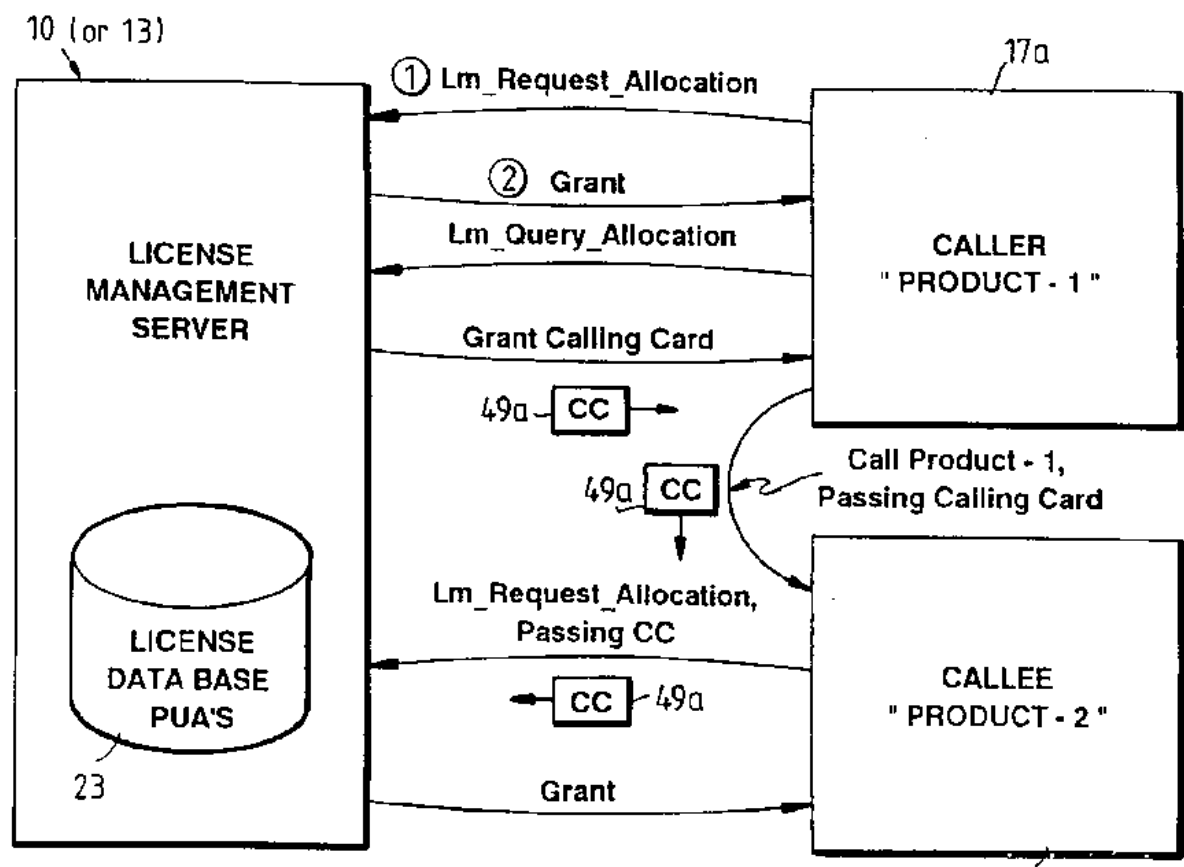 10 (or 13)
17a
① Lm_Request_Allocation
② Grant
Lm_Query_Allocation
Grant Calling Card
LICENSE
MANAGEMENT
SERVER
CALLER
" PRODUCT - 1 "
49a
CC
49a
CC
Call Product - 1,
Passing Calling Card
Lm_Request_Allocation,
Passing CC
CC
49a
LICENSE
DATA BASE
PUA'S
23
CALLEE
" PRODUCT - 2 "
Grant